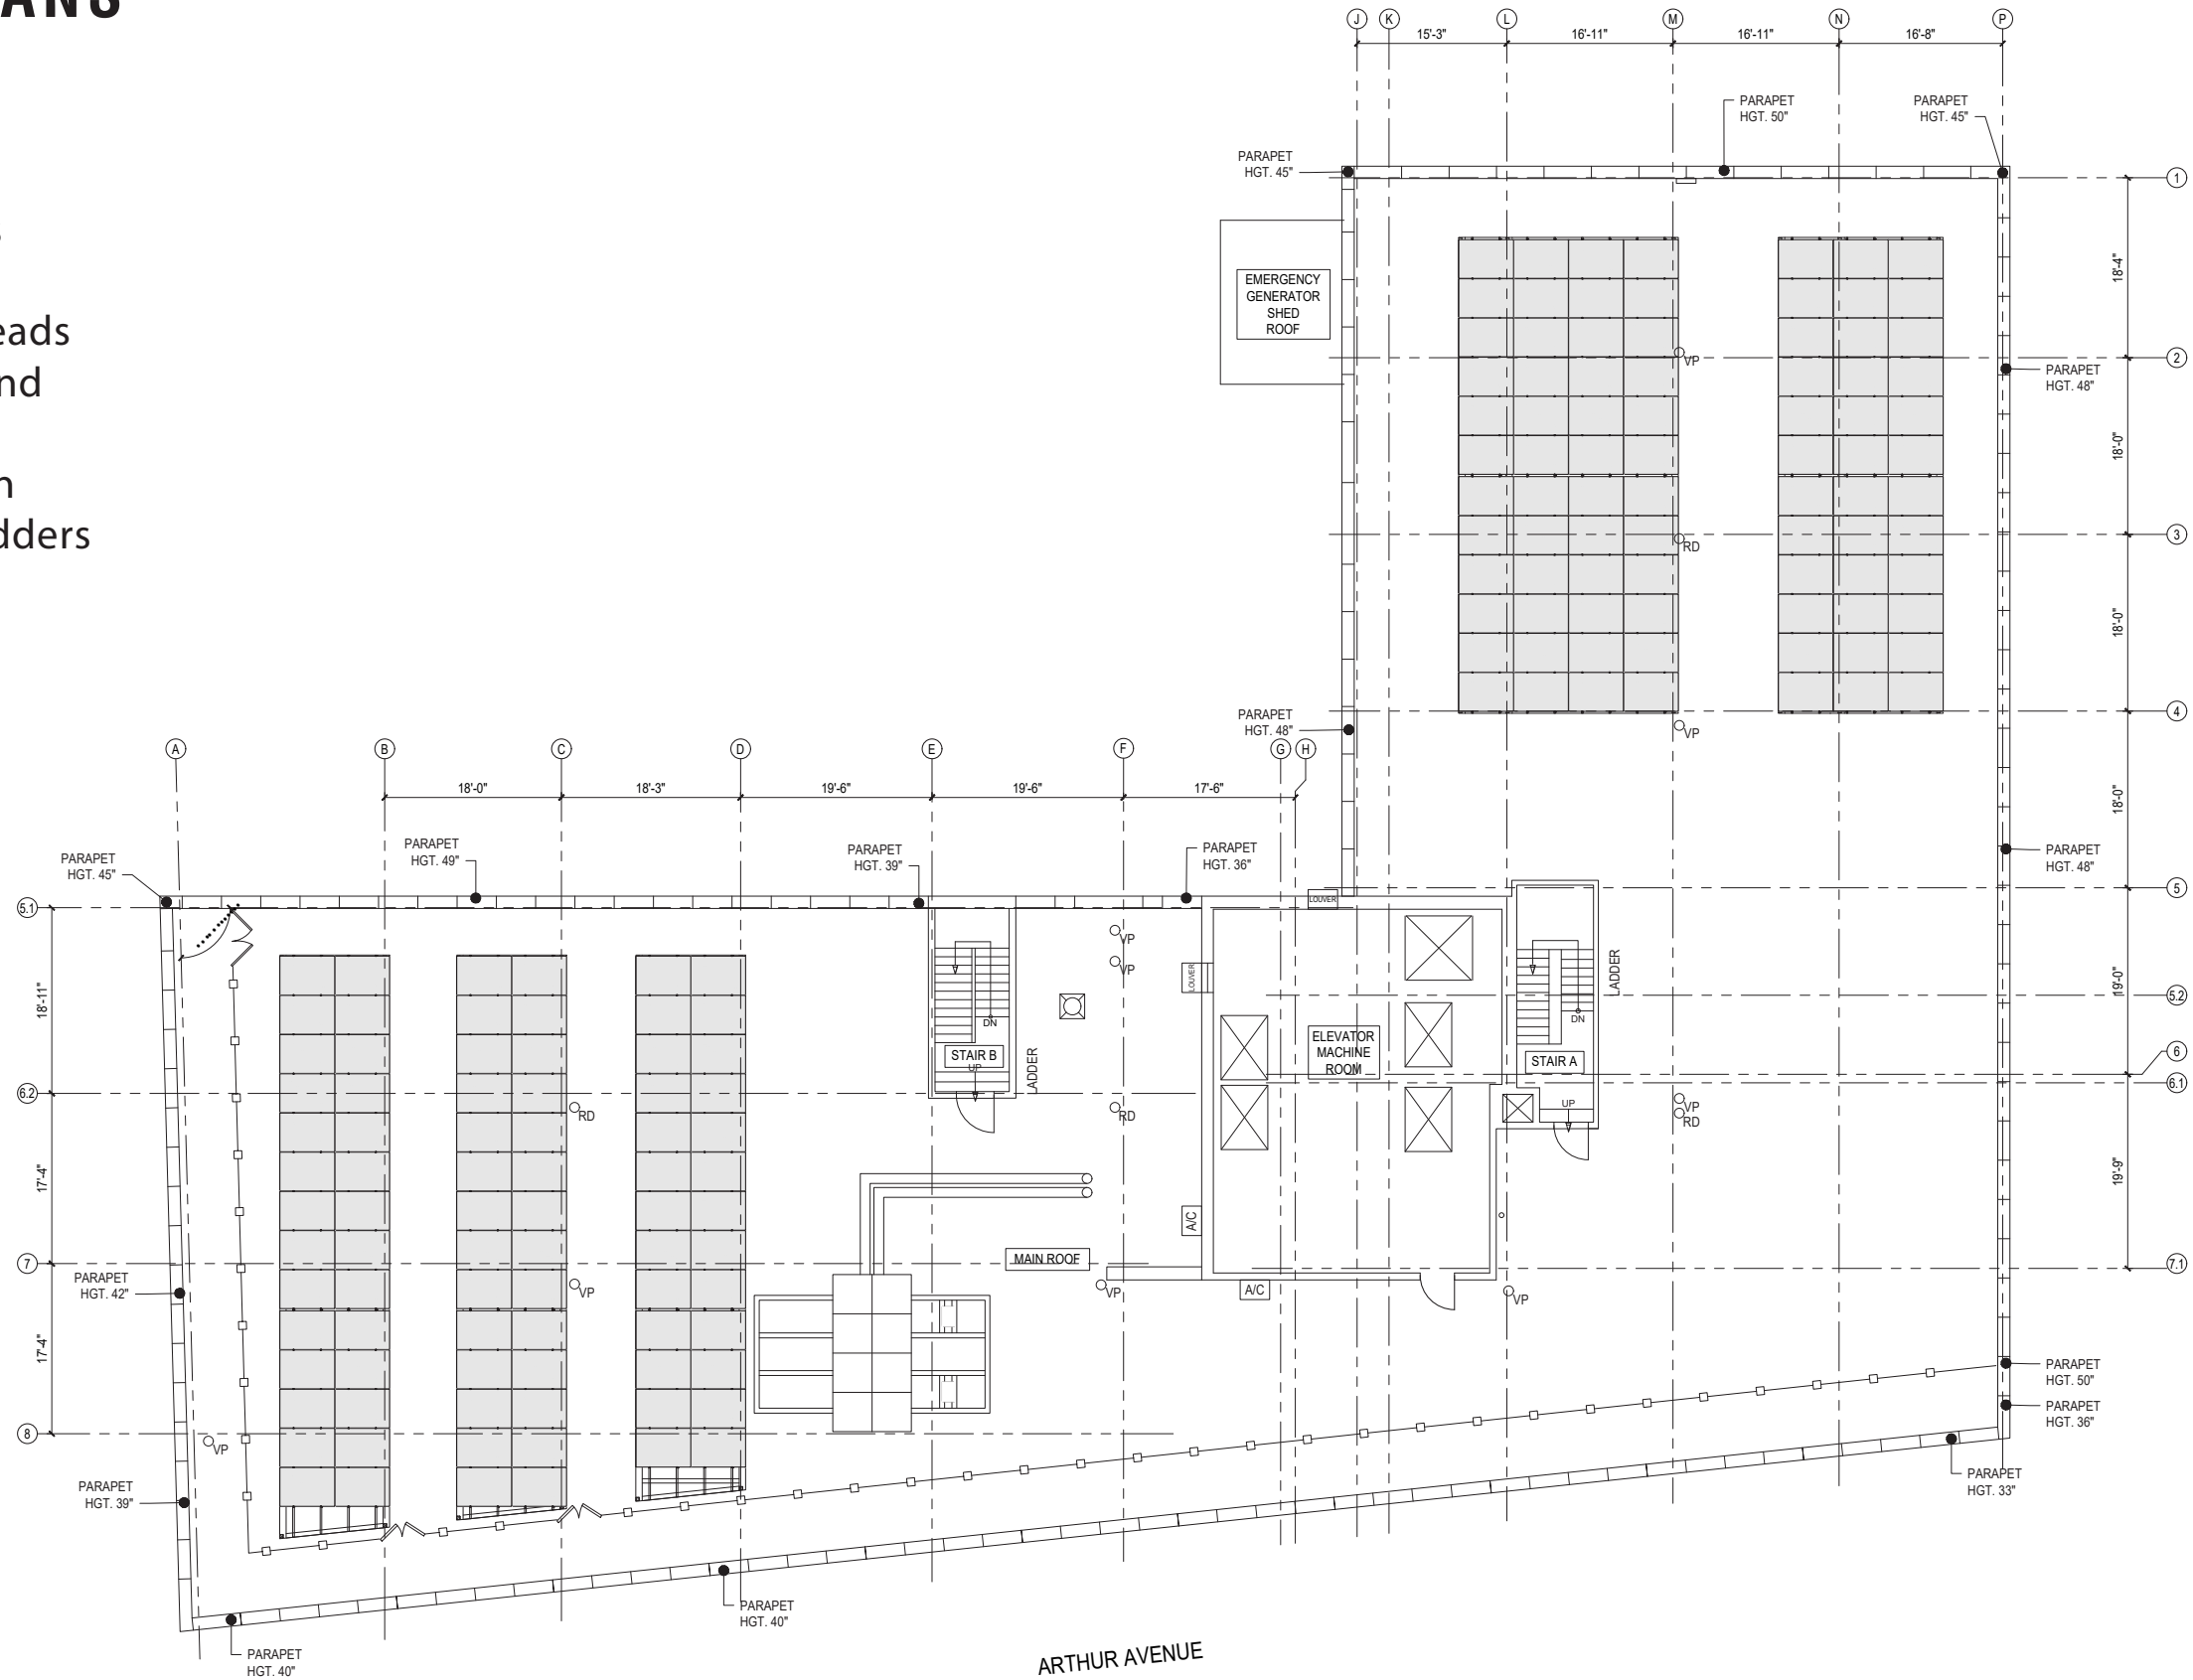 ANS
eads
nd
n
dders
J
K
L
M
N
P
15'-3"
16'-11"
16'-11"
16'-8"
PARAPET
HGT. 50"
PARAPET
HGT. 45"
PARAPET
HGT. 45"
1
EMERGENCY
GENERATOR
SHED
ROOF
18'-4"
VP
2
PARAPET
HGT. 48"
18'-0"
RD
3
18'-0"
PARAPET
HGT. 48"
VP
4
A
B
C
D
E
F
G
H
18'-0"
18'-3"
19'-6"
19'-6"
17'-6"
18'-0"
PARAPET
HGT. 45"
PARAPET
HGT. 49"
PARAPET
HGT. 39"
PARAPET
HGT. 36"
PARAPET
HGT. 48"
5
5.1
LOUVER
VP
VP
LOUVER
LADDER
19'-0"
5.2
18'-11"
DN
DN
STAIR B
UP
LADDER
ELEVATOR
MACHINE
ROOM
STAIR A
6
6.1
6.2
RD
RD
UP
VP
RD
17'-4"
19'-9"
A/C
MAIN ROOF
7
7.1
PARAPET
HGT. 42"
VP
VP
A/C
VP
17'-4"
PARAPET
HGT. 50"
PARAPET
HGT. 36"
8
VP
PARAPET
HGT. 39"
PARAPET
HGT. 33"
PARAPET
HGT. 40"
PARAPET
HGT. 40"
ARTHUR AVENUE